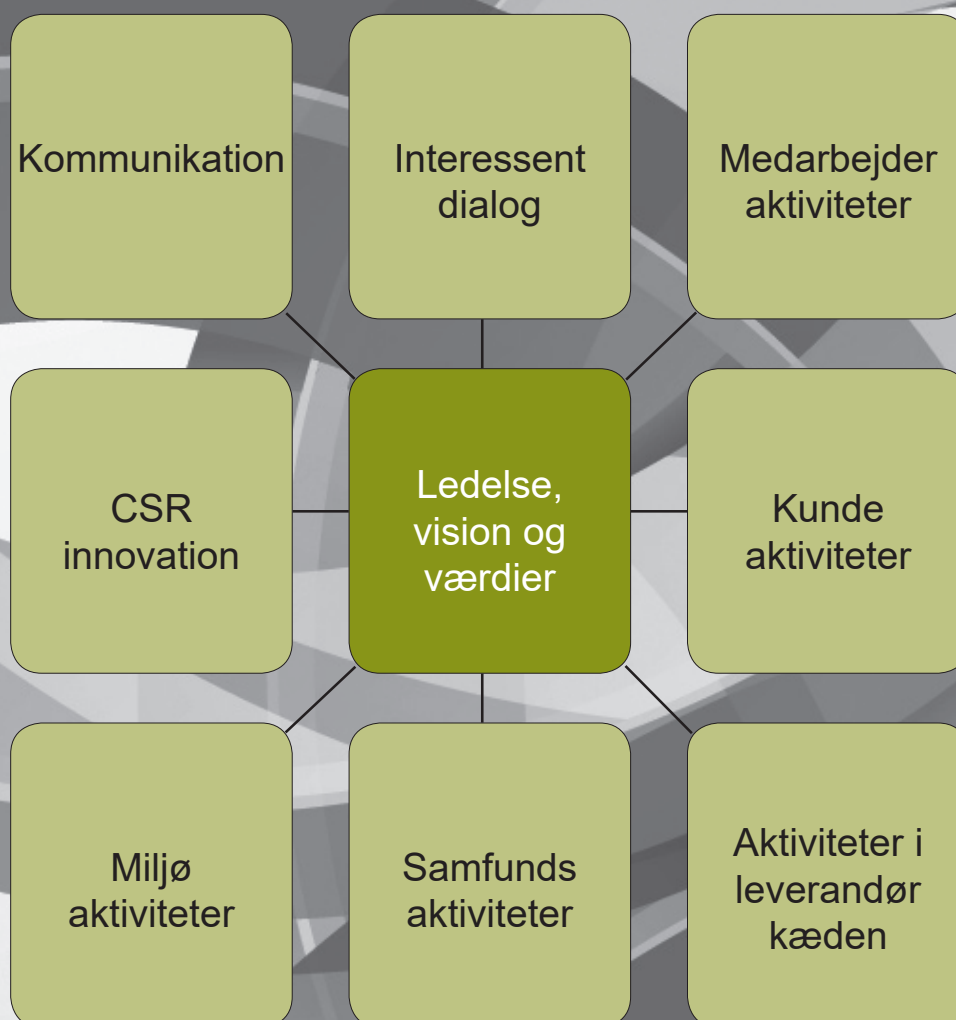 Kommunikation
Interessent
dialog
Medarbejder
aktiviteter
CSR
innovation
Ledelse,
vision og
værdier
Kunde
aktiviteter
Miljø
aktiviteter
Samfunds
aktiviteter
Aktiviteter i
leverandør
kæden